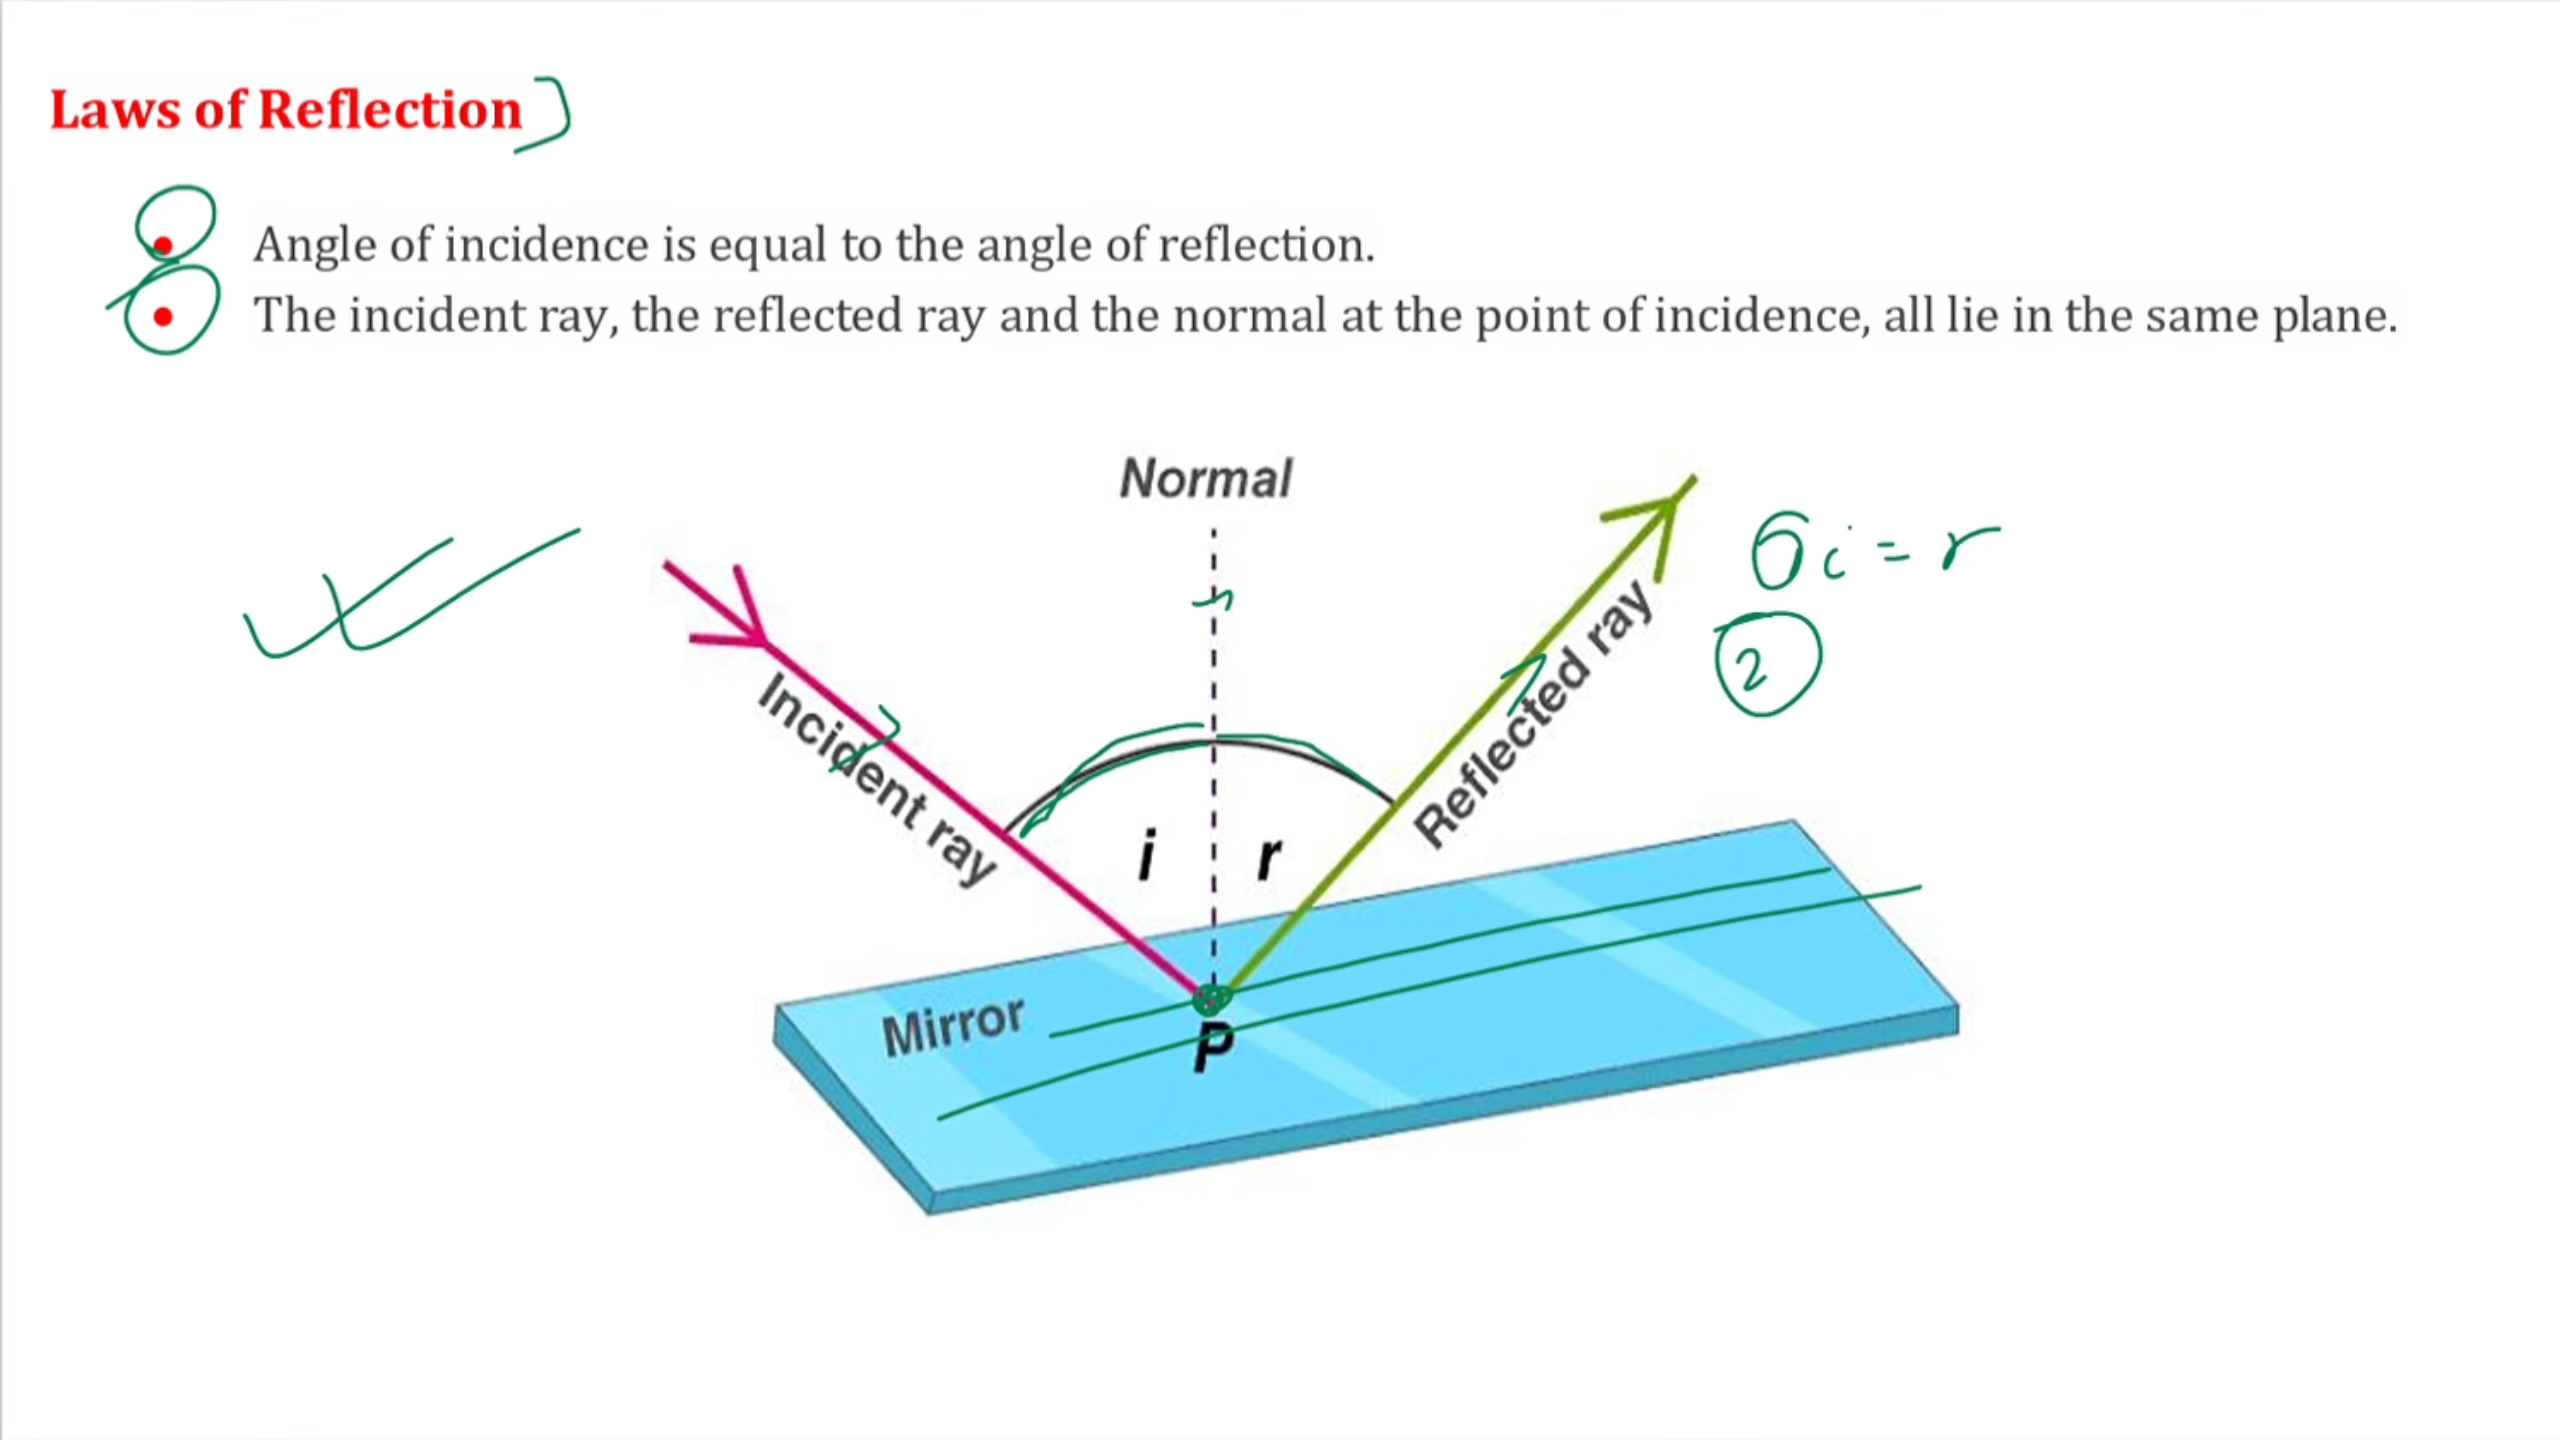 Laws of Reflection
• Angle of incidence is equal to the angle of reflection.
• The incident ray, the reflected ray and the normal at the point of incidence, all lie in the same plane.
Normal
i = r
2
Incident ray
Reflected ray
i
r
Mirror
P